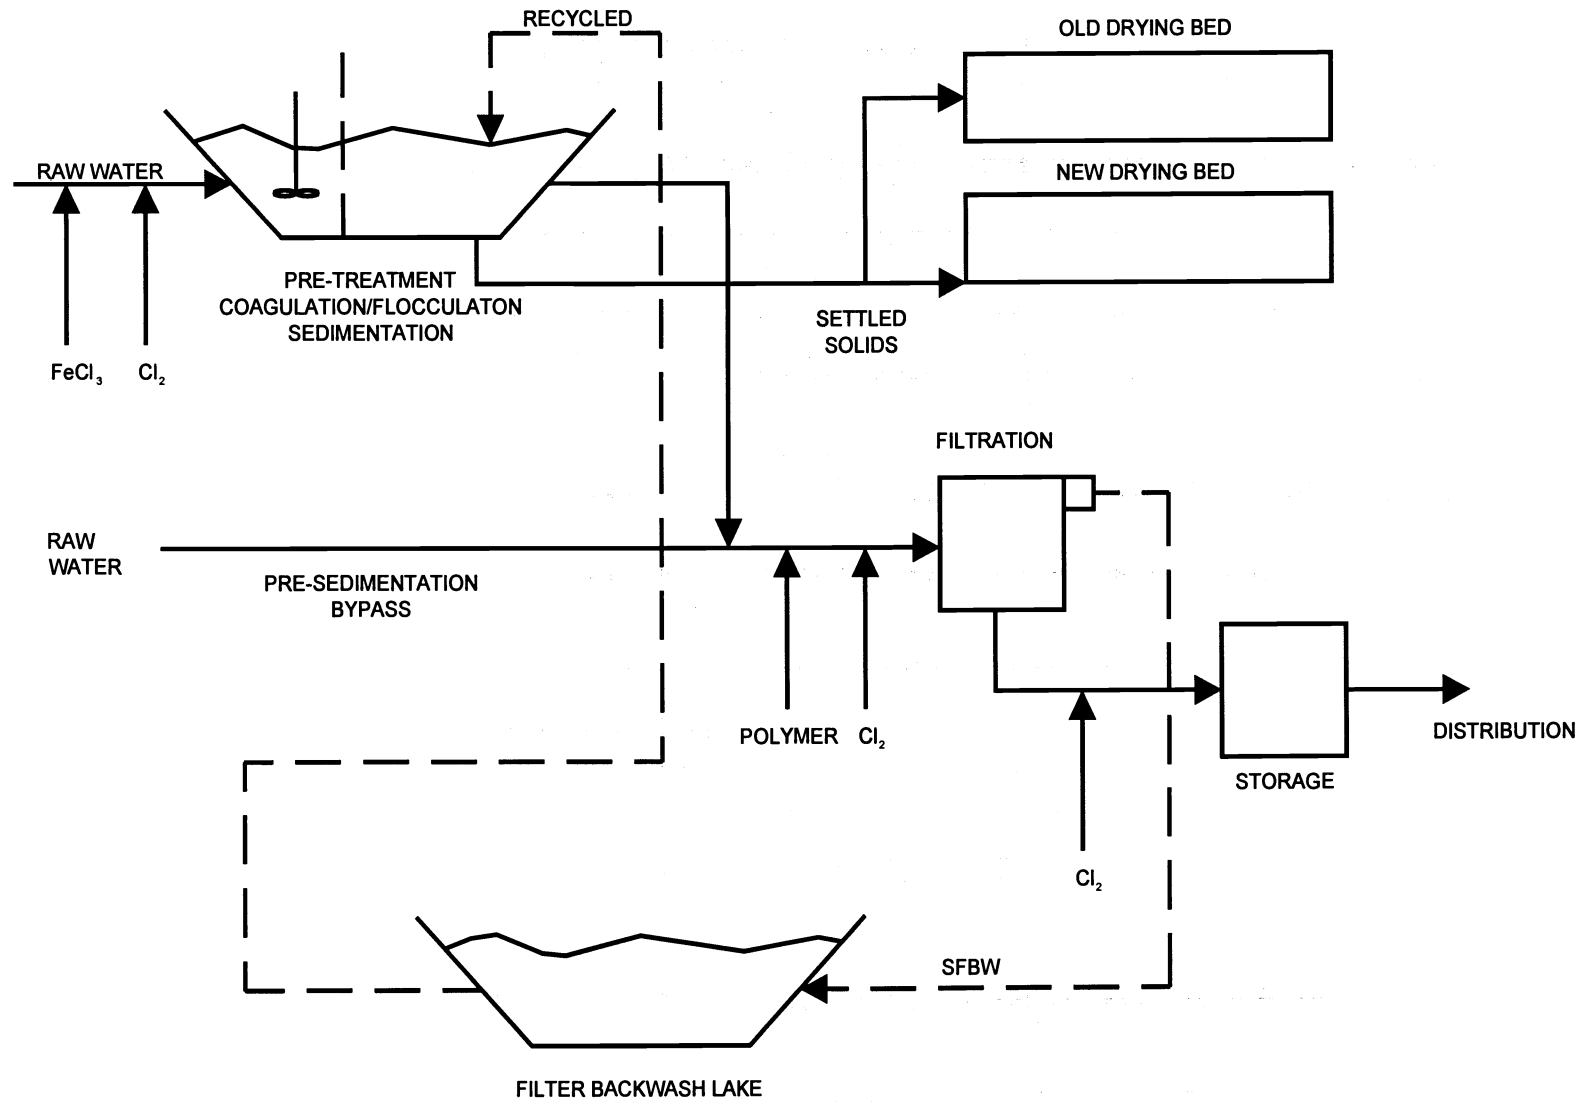 RECYCLED
OLD DRYING BED
RAW WATER
NEW DRYING BED
PRE-TREATMENT
COAGULATION/FLOCCULATON
SEDIMENTATION
SETTLED
SOLIDS
FeCl₃
Cl₂
FILTRATION
RAW
WATER
PRE-SEDIMENTATION
BYPASS
POLYMER
Cl₂
DISTRIBUTION
STORAGE
Cl₂
SFBW
FILTER BACKWASH LAKE